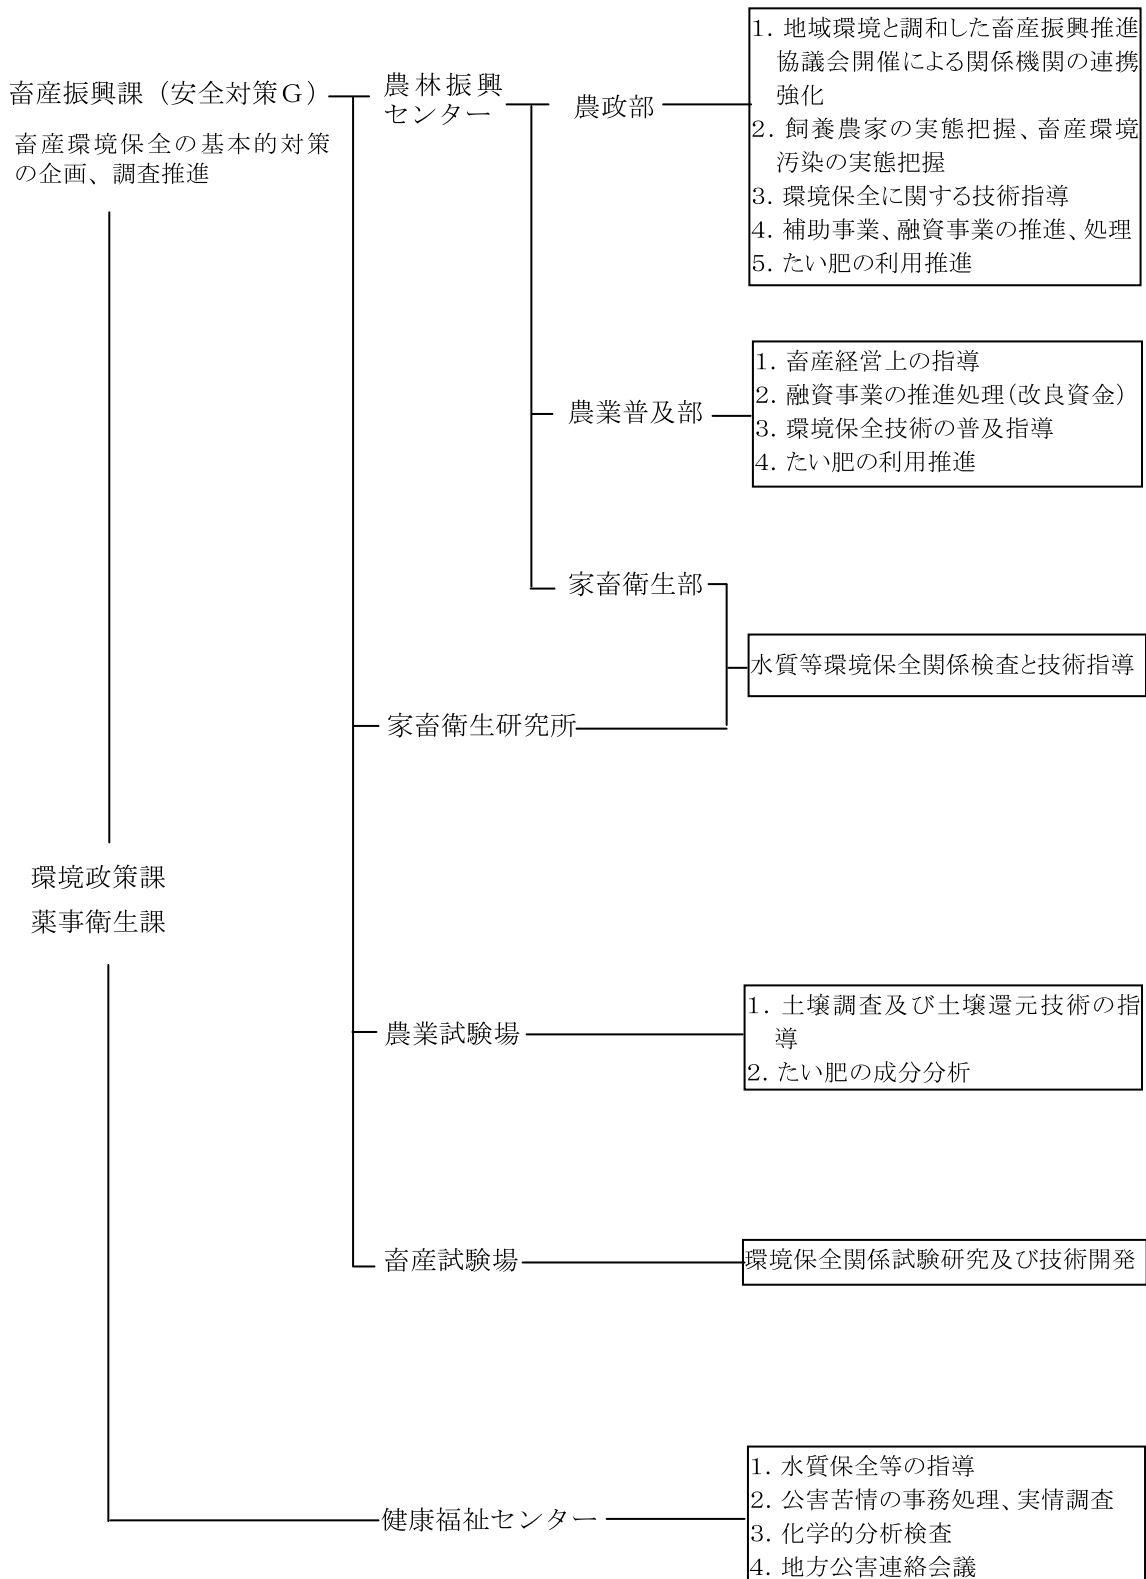 畜産振興課（安全対策Ｇ）
畜産環境保全の基本的対策
の企画、調査推進
農林振興
センター
農政部
1. 地域環境と調和した畜産振興推進
協議会開催による関係機関の連携
強化
2. 飼養農家の実態把握、畜産環境
汚染の実態把握
3. 環境保全に関する技術指導
4. 補助事業、融資事業の推進、処理
5. たい肥の利用推進
農業普及部
1. 畜産経営上の指導
2. 融資事業の推進処理(改良資金)
3. 環境保全技術の普及指導
4. たい肥の利用推進
家畜衛生部
水質等環境保全関係検査と技術指導
家畜衛生研究所
環境政策課
薬事衛生課
農業試験場
1. 土壌調査及び土壌還元技術の指
導
2. たい肥の成分分析
畜産試験場
環境保全関係試験研究及び技術開発
健康福祉センター
1. 水質保全等の指導
2. 公害苦情の事務処理、実情調査
3. 化学的分析検査
4. 地方公害連絡会議